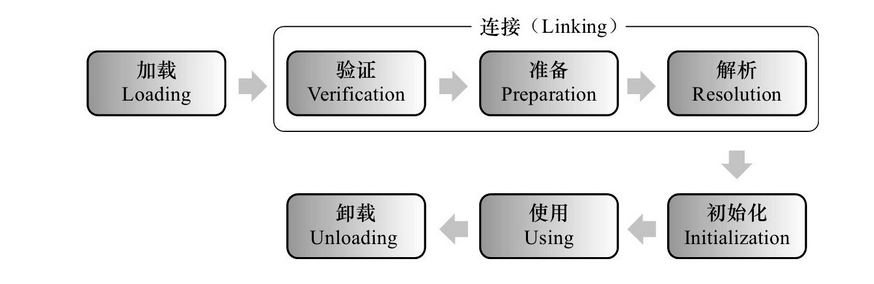 连接（Linking）
加载
Loading
验证
Verification
准备
Preparation
解析
Resolution
卸载
Unloading
使用
Using
初始化
Initialization